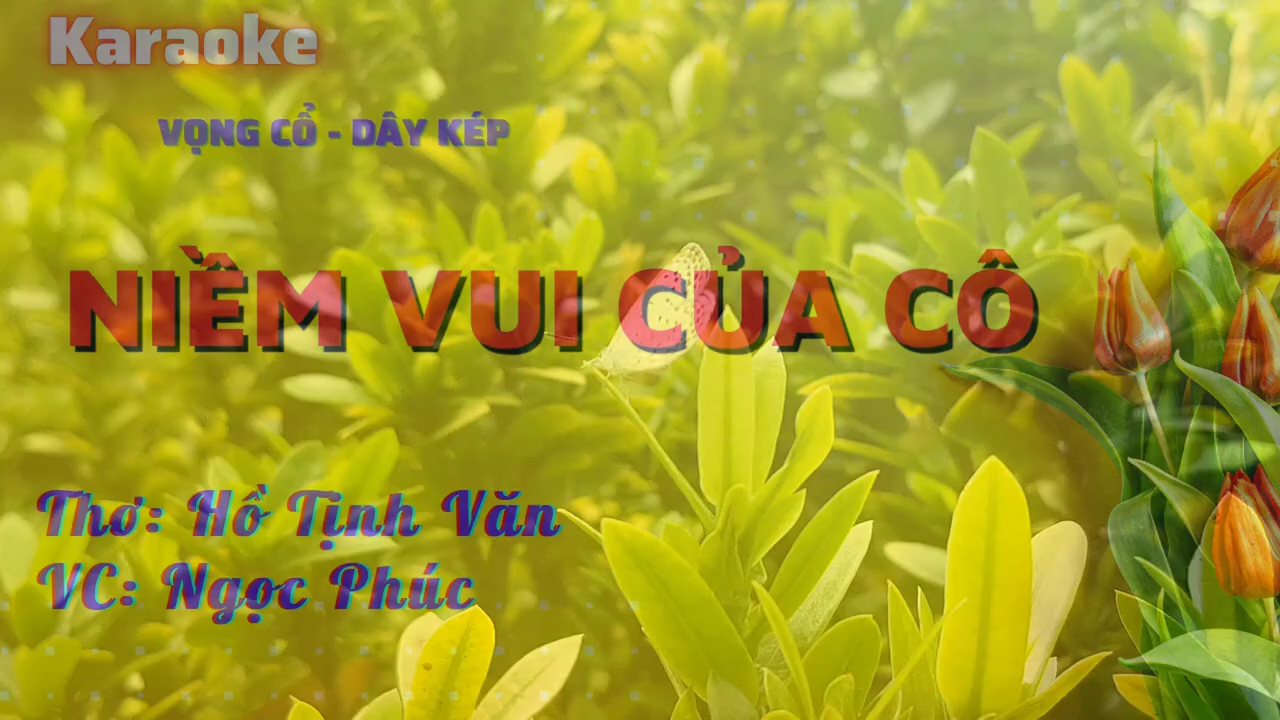 Karaoke
VỌNG CỔ - DÂY KÉP
NIỀM VUI CỦA CÔ
Thơ: Hồ Tịnh Văn
VC: Ngọc Phúc